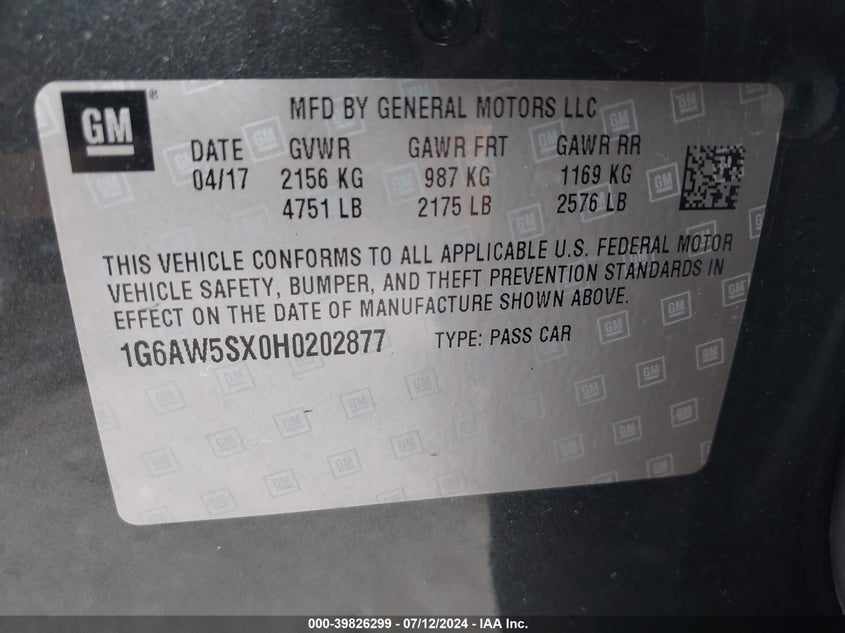 GM
MFD BY GENERAL MOTORS LLC
DATE GVWR GAWR FRT GAWR RR
04/17 2156 KG 987 KG 1169 KG
4751 LB 2175 LB 2576 LB
THIS VEHICLE CONFORMS TO ALL APPLICABLE U.S. FEDERAL MOTOR
VEHICLE SAFETY, BUMPER, AND THEFT PREVENTION STANDARDS IN
EFFECT ON THE DATE OF MANUFACTURE SHOWN ABOVE.
1G6AW5SX0H0202877 TYPE: PASS CAR
000-39826299 - 07/12/2024 - IAA Inc.